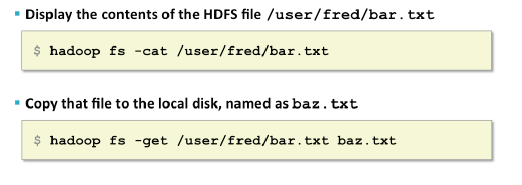 ▪ Display the contents of the HDFS file /user/fred/bar.txt
$ hadoop fs -cat /user/fred/bar.txt
▪ Copy that file to the local disk, named as baz.txt
$ hadoop fs -get /user/fred/bar.txt baz.txt